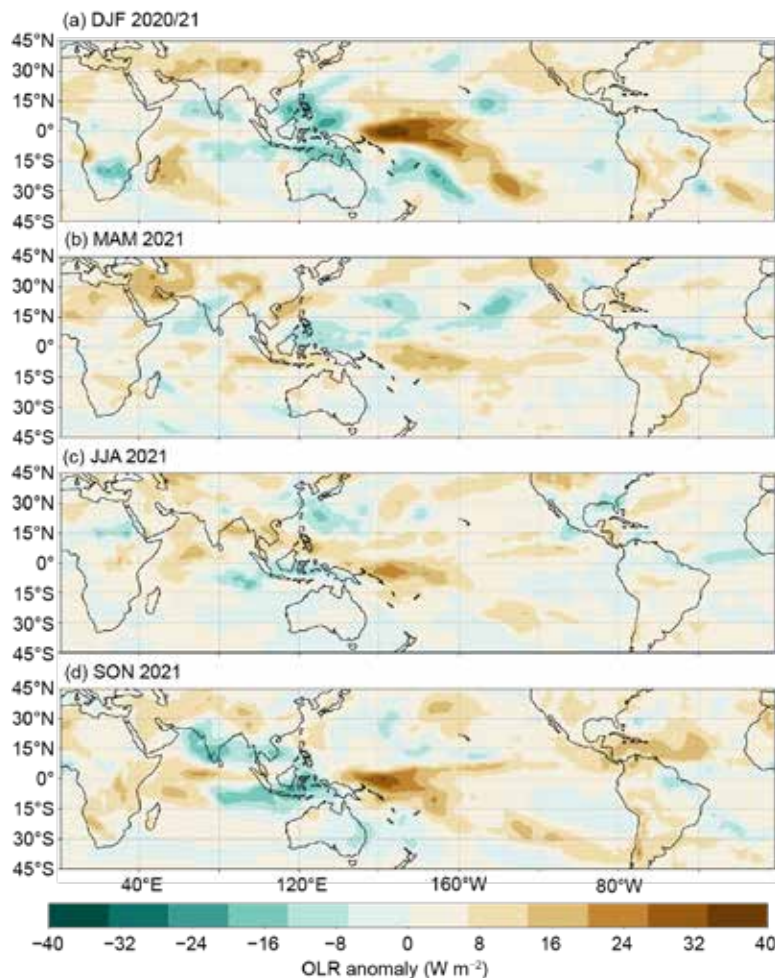 (a) DJF 2020/21
45°N
30°N
15°N
0°
15°S
30°S
45°S
(b) MAM 2021
45°N
30°N
15°N
0°
15°S
30°S
45°S
(c) JJA 2021
45°N
30°N
15°N
0°
15°S
30°S
45°S
(d) SON 2021
45°N
30°N
15°N
0°
15°S
30°S
45°S
40°E 120°E 160°W 80°W
−40 −32 −24 −16 −8 0 8 16 24 32 40
OLR anomaly (W m⁻²)